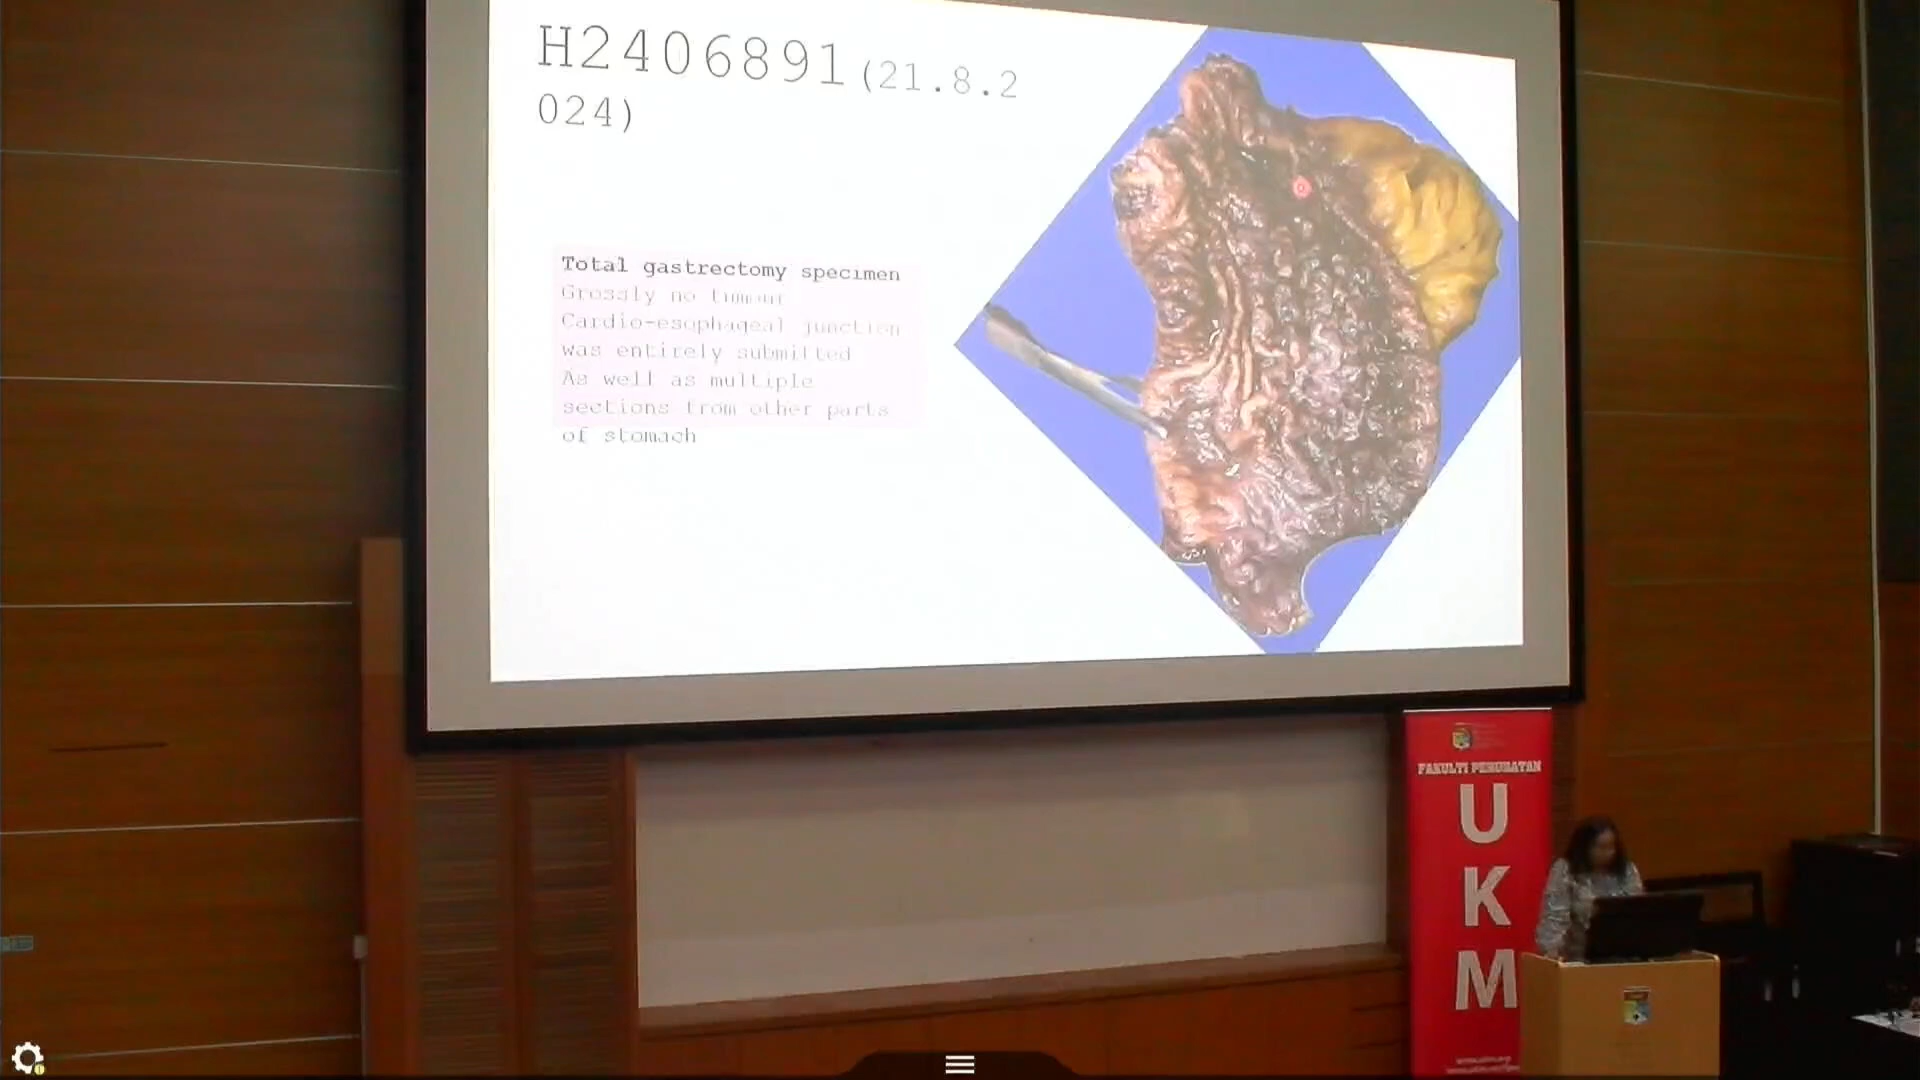 H2406891(21.8.2
024)
Total gastrectomy specimen
Grossly no tumour
Cardio-esophageal junction
was entirely submitted
As well as multiple
sections from other parts
of stomach
FAKULTI PERUBATAN
U
K
M